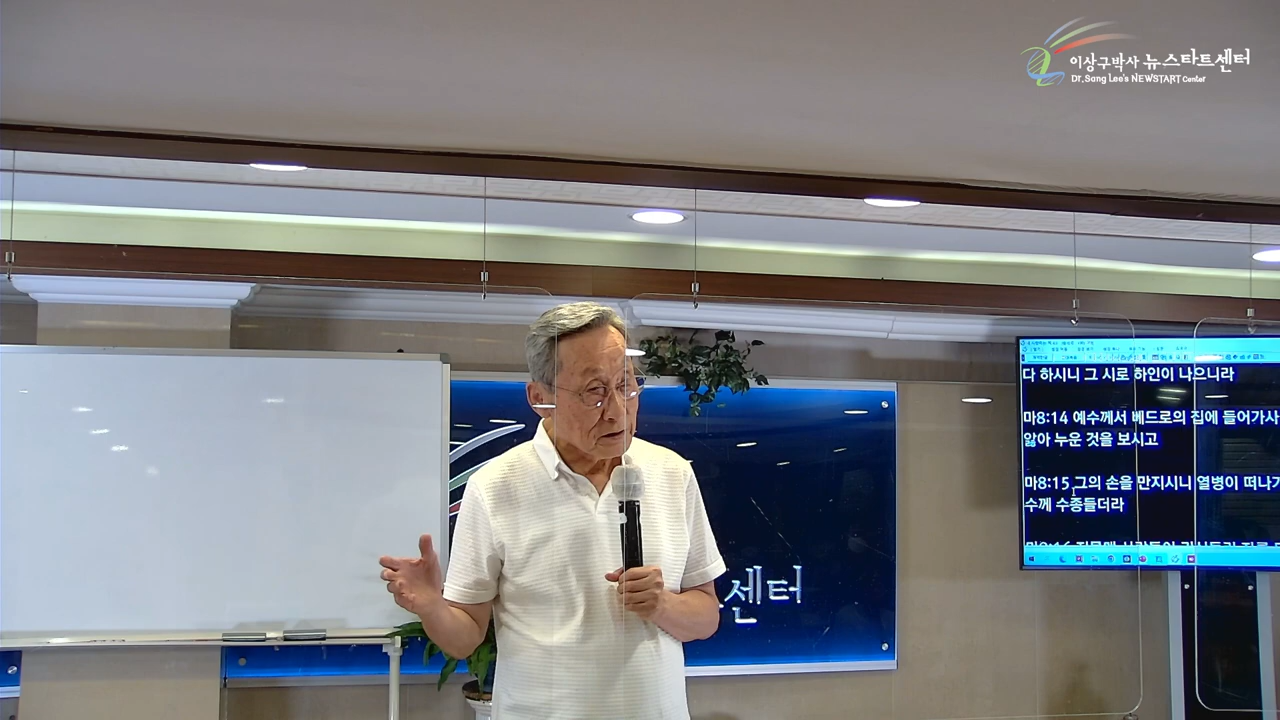 이상구박사 뉴스타트센터
Dr.Sang Lee's NEWSTART Center
다 하시니 그 시로 하인이 나으니라
마8:14 예수께서 베드로의 집에 들어가사
앓아 누운 것을 보시고
마8:15 그의 손을 만지시니 열병이 떠나가
수께 수종들더라
센터